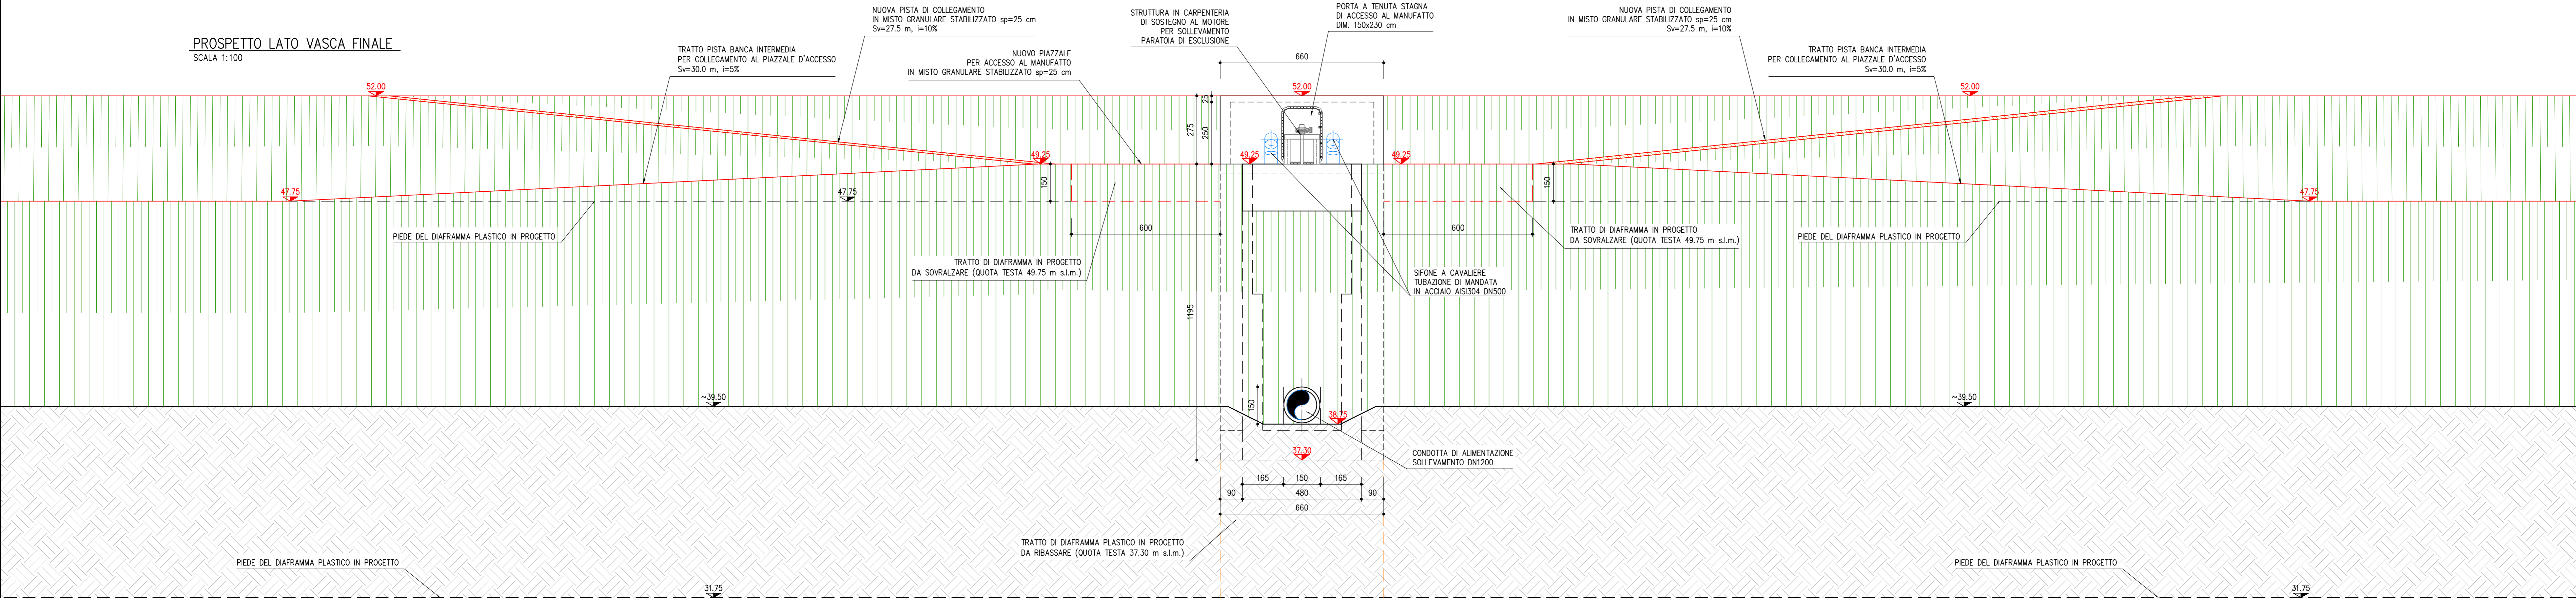 PROSPETTO LATO VASCA FINALE
SCALA 1:100
TRATTO PISTA BANCA INTERMEDIA
PER COLLEGAMENTO AL PIAZZALE D'ACCESSO
Sv=30.0 m, i=5%
NUOVA PISTA DI COLLEGAMENTO
IN MISTO GRANULARE STABILIZZATO sp=25 cm
Sv=27.5 m, i=10%
NUOVO PIAZZALE
PER ACCESSO AL MANUFATTO
IN MISTO GRANULARE STABILIZZATO sp=25 cm
STRUTTURA IN CARPENTERIA
DI SOSTEGNO AL MOTORE
PER SOLLEVAMENTO
PARATOIA DI ESCLUSIONE
PORTA A TENUTA STAGNA
DI ACCESSO AL MANUFATTO
DIM. 150x230 cm
NUOVA PISTA DI COLLEGAMENTO
IN MISTO GRANULARE STABILIZZATO sp=25 cm
Sv=27.5 m, i=10%
TRATTO PISTA BANCA INTERMEDIA
PER COLLEGAMENTO AL PIAZZALE D'ACCESSO
Sv=30.0 m, i=5%
660
52.00
52.00
52.00
25
275
250
49.25
49.25
49.25
150
150
47.75
47.75
47.75
600
600
PIEDE DEL DIAFRAMMA PLASTICO IN PROGETTO
TRATTO DI DIAFRAMMA IN PROGETTO
DA SOVRALZARE (QUOTA TESTA 49.75 m s.l.m.)
TRATTO DI DIAFRAMMA IN PROGETTO
DA SOVRALZARE (QUOTA TESTA 49.75 m s.l.m.)
PIEDE DEL DIAFRAMMA PLASTICO IN PROGETTO
SIFONE A CAVALIERE
TUBAZIONE DI MANDATA
IN ACCIAIO AISI304 DN500
1195
~39.50
~39.50
150
38.75
37.30
CONDOTTA DI ALIMENTAZIONE
SOLLEVAMENTO DN1200
165
150
165
90
480
90
660
TRATTO DI DIAFRAMMA PLASTICO IN PROGETTO
DA RIBASSARE (QUOTA TESTA 37.30 m s.l.m.)
PIEDE DEL DIAFRAMMA PLASTICO IN PROGETTO
PIEDE DEL DIAFRAMMA PLASTICO IN PROGETTO
31.75
31.75